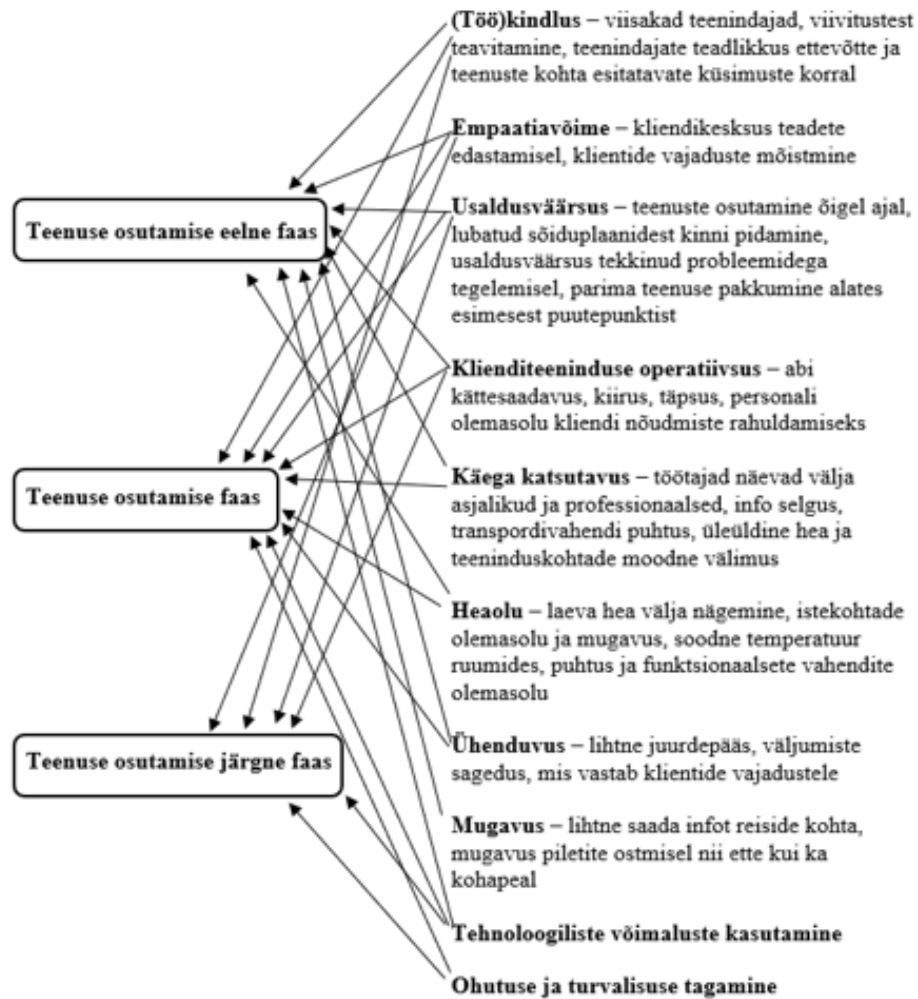 (Töö)kindlus – viisakad teenindajad, viivitustest
teavitamine, teenindajate teadlikkus ettevõtte ja
teenuste kohta esitatavate küsimuste korral
Empaatiavõime – kliendikesksus teadete
edastamisel, klientide vajaduste mõistmine
Teenuse osutamise eelne faas
Usaldusväärsus – teenuste osutamine õigel ajal,
lubatud sõiduplaanidest kinni pidamine,
usaldusväärsus tekkinud probleemidega
tegelemisel, parima teenuse pakkumine alates
esimesest puutepunktist
Klienditeeninduse operatiivsus – abi
kättesaadavus, kiirus, täpsus, personali
olemasolu kliendi nõudmiste rahuldamiseks
Teenuse osutamise faas
Käega katsutavus – töötajad näevad välja
asjalikud ja professionaalsed, info selgus,
transpordivahendi puhtus, üleüldine hea ja
teeninduskohtade moodne välimus
Heaolu – laeva hea välja nägemine, istekohtade
olemasolu ja mugavus, soodne temperatuur
ruumides, puhtus ja funktsionaalsete vahendite
olemasolu
Teenuse osutamise järgne faas
Ühenduvus – lihtne juurdepääs, väljumiste
sagedus, mis vastab klientide vajadustele
Mugavus – lihtne saada infot reiside kohta,
mugavus piletite ostmisel nii ette kui ka
kohapeal
Tehnoloogiliste võimaluste kasutamine
Ohutuse ja turvalisuse tagamine